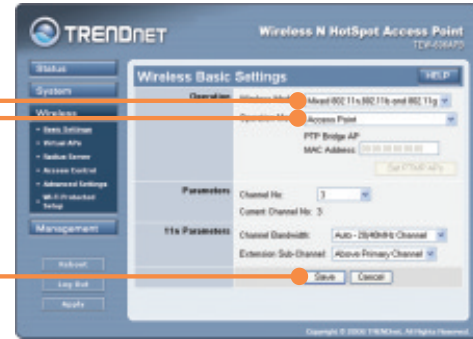 TRENDNET
Wireless N HotSpot Access Point
Status
System
Wireless
Basic Settings
Virtual APs
Radius Server
Access Control
Advanced Settings
Wi-Fi Protected
Setup
Management
Reboot
Log Out
Apply
Wireless Basic Settings
HELP
Operation
Mixed 802.11n,802.11b and 802.11g
Access Point
PTP Bridge AP
MAC Address:
Parameters
Channel No: 3
Current Channel No: 3
11n Parameters
Channel Bandwidth: Auto - 20/40MHz Channel
Extension Sub-Channel: Above Primary Channel
Save Cancel